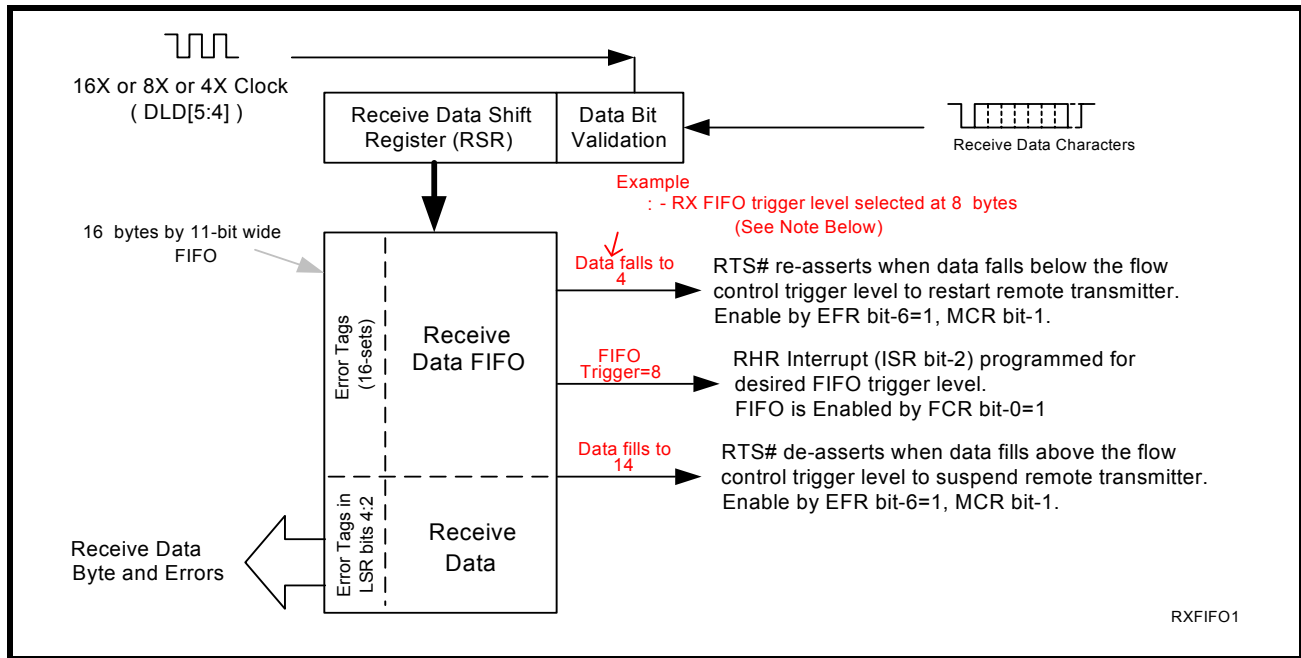 16X or 8X or 4X Clock
( DLD[5:4] )
Receive Data Shift
Register (RSR)
Data Bit
Validation
Receive Data Characters
Example
: - RX FIFO trigger level selected at 8 bytes
(See Note Below)
16 bytes by 11-bit wide
FIFO
Error Tags
(16-sets)
Receive
Data FIFO
Data falls to
4
RTS# re-asserts when data falls below the flow
control trigger level to restart remote transmitter.
Enable by EFR bit-6=1, MCR bit-1.
FIFO
Trigger=8
RHR Interrupt (ISR bit-2) programmed for
desired FIFO trigger level.
FIFO is Enabled by FCR bit-0=1
Data fills to
14
RTS# de-asserts when data fills above the flow
control trigger level to suspend remote transmitter.
Enable by EFR bit-6=1, MCR bit-1.
Error Tags in
LSR bits 4:2
Receive
Data
Receive Data
Byte and Errors
RXFIFO1